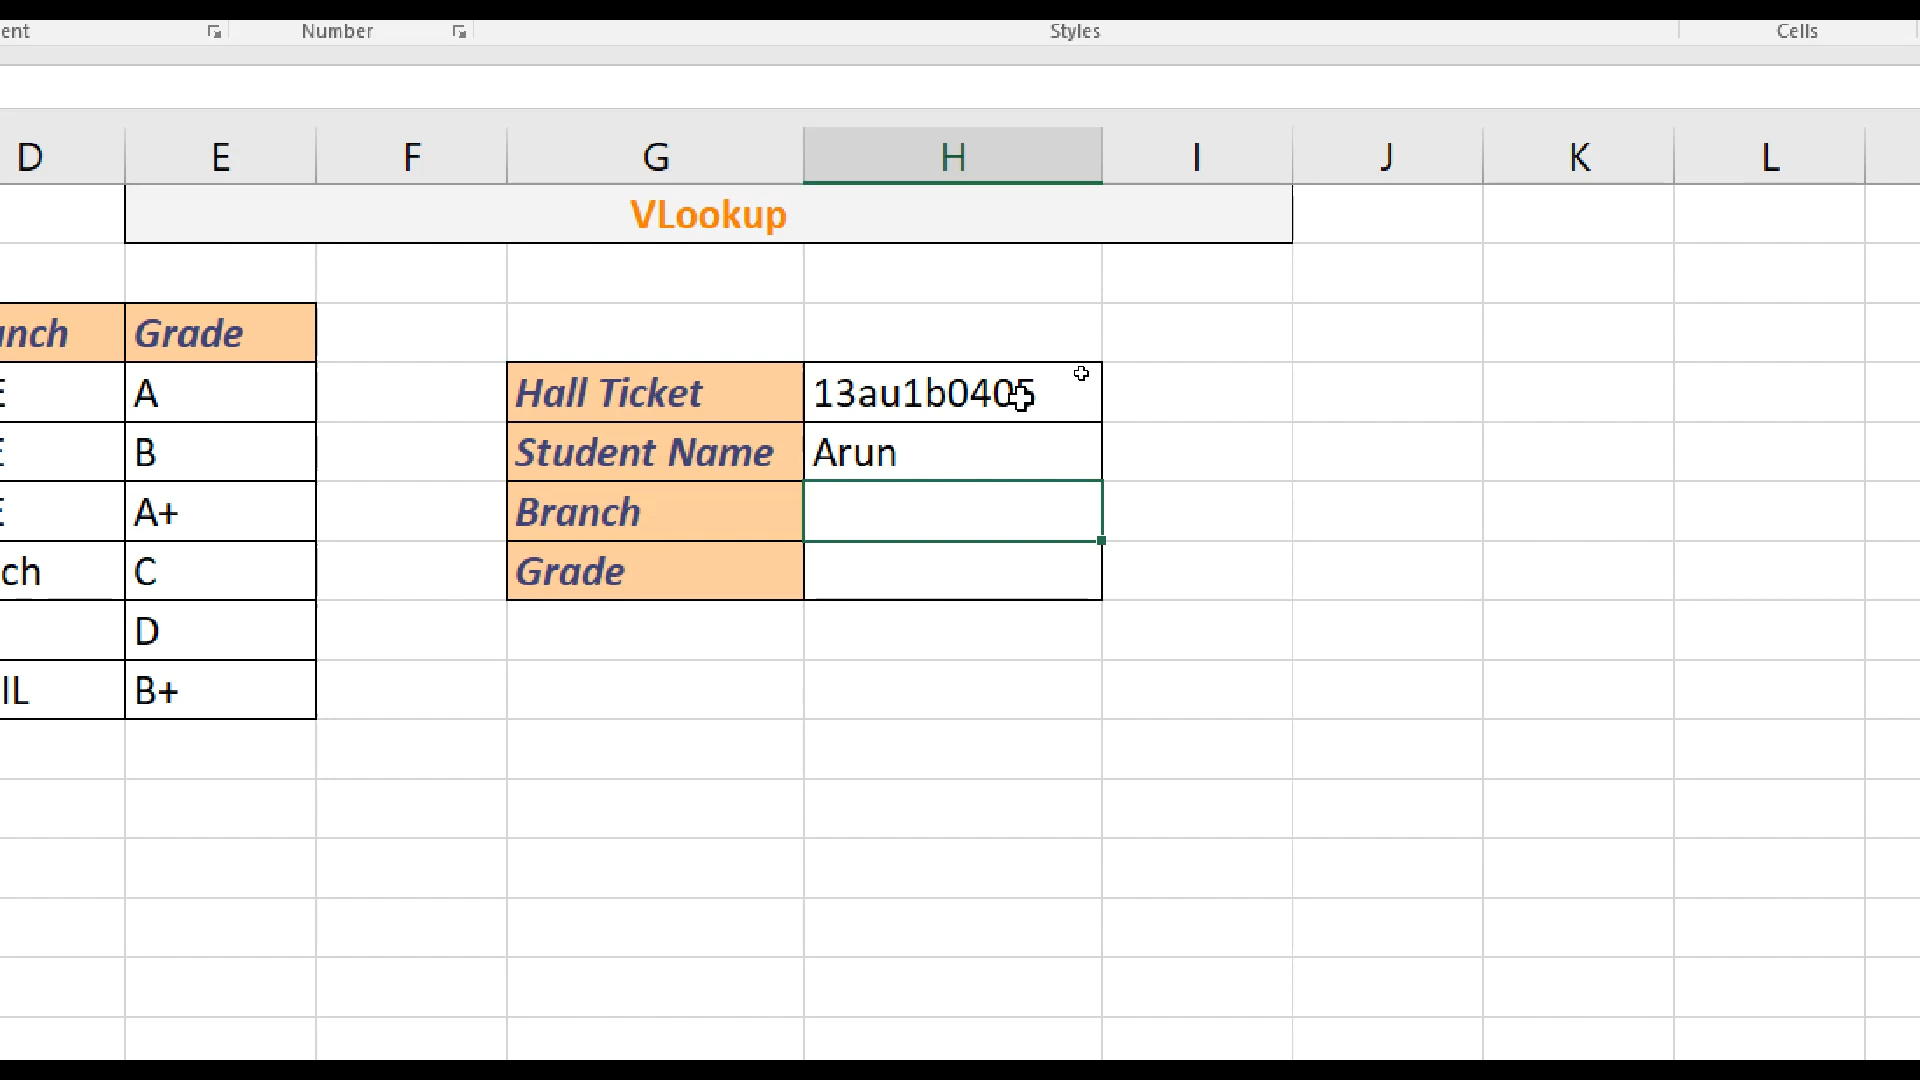 ent Number Styles Cells
D E F G H I J K L
VLookup
nch Grade
E A Hall Ticket 13au1b0405
E B Student Name Arun
E A+ Branch
ch C Grade
D
IL B+